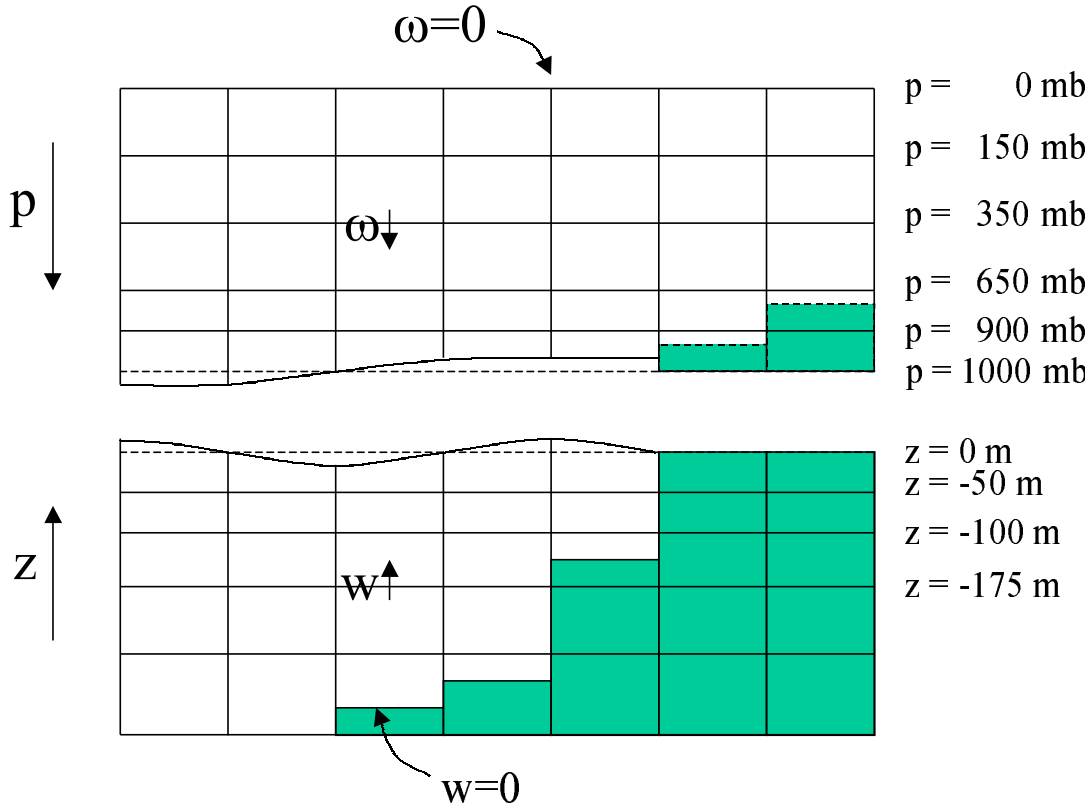 ω=0
p = 0 mb
p = 150 mb
p
ω
p = 350 mb
p = 650 mb
p = 900 mb
p = 1000 mb
z = 0 m
z = -50 m
z = -100 m
z
w
z = -175 m
w=0